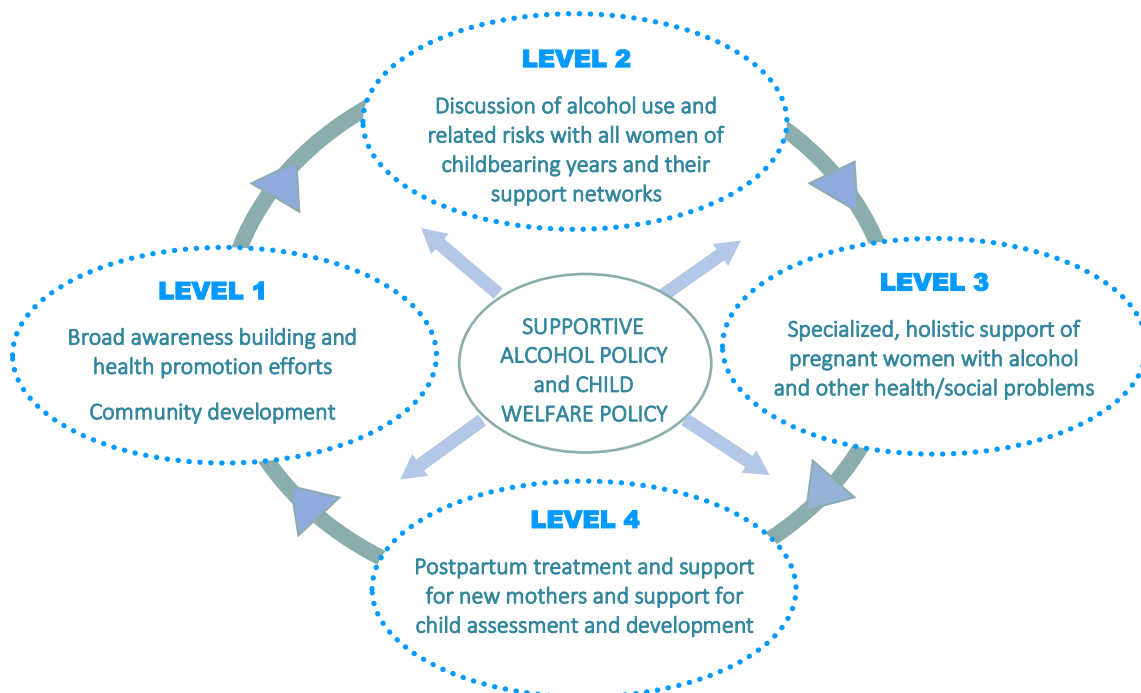 LEVEL 2
Discussion of alcohol use and
related risks with all women of
childbearing years and their
support networks
LEVEL 1
Broad awareness building and
health promotion efforts
Community development
SUPPORTIVE
ALCOHOL POLICY
and CHILD
WELFARE POLICY
LEVEL 3
Specialized, holistic support of
pregnant women with alcohol
and other health/social problems
LEVEL 4
Postpartum treatment and support
for new mothers and support for
child assessment and development